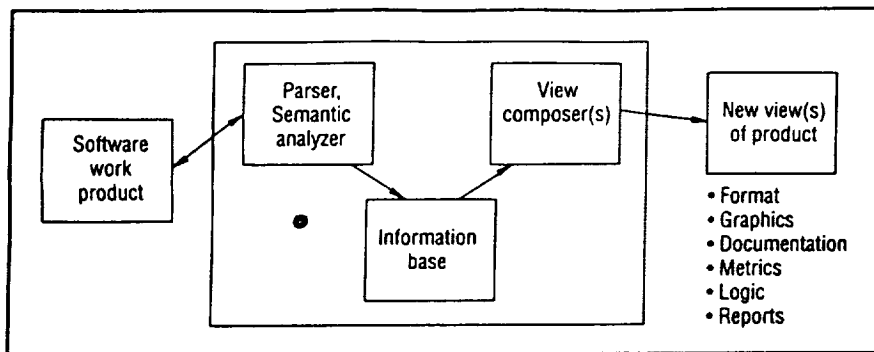 Software
work
product
Parser,
Semantic
analyzer
Information
base
View
composer(s)
New view(s)
of product
• Format
• Graphics
• Documentation
• Metrics
• Logic
• Reports